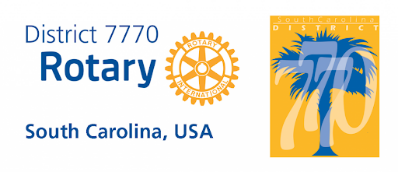 District 7770
Rotary
ROTARY
INTERNATIONAL
South Carolina, USA
South Carolina
DISTRICT
7770